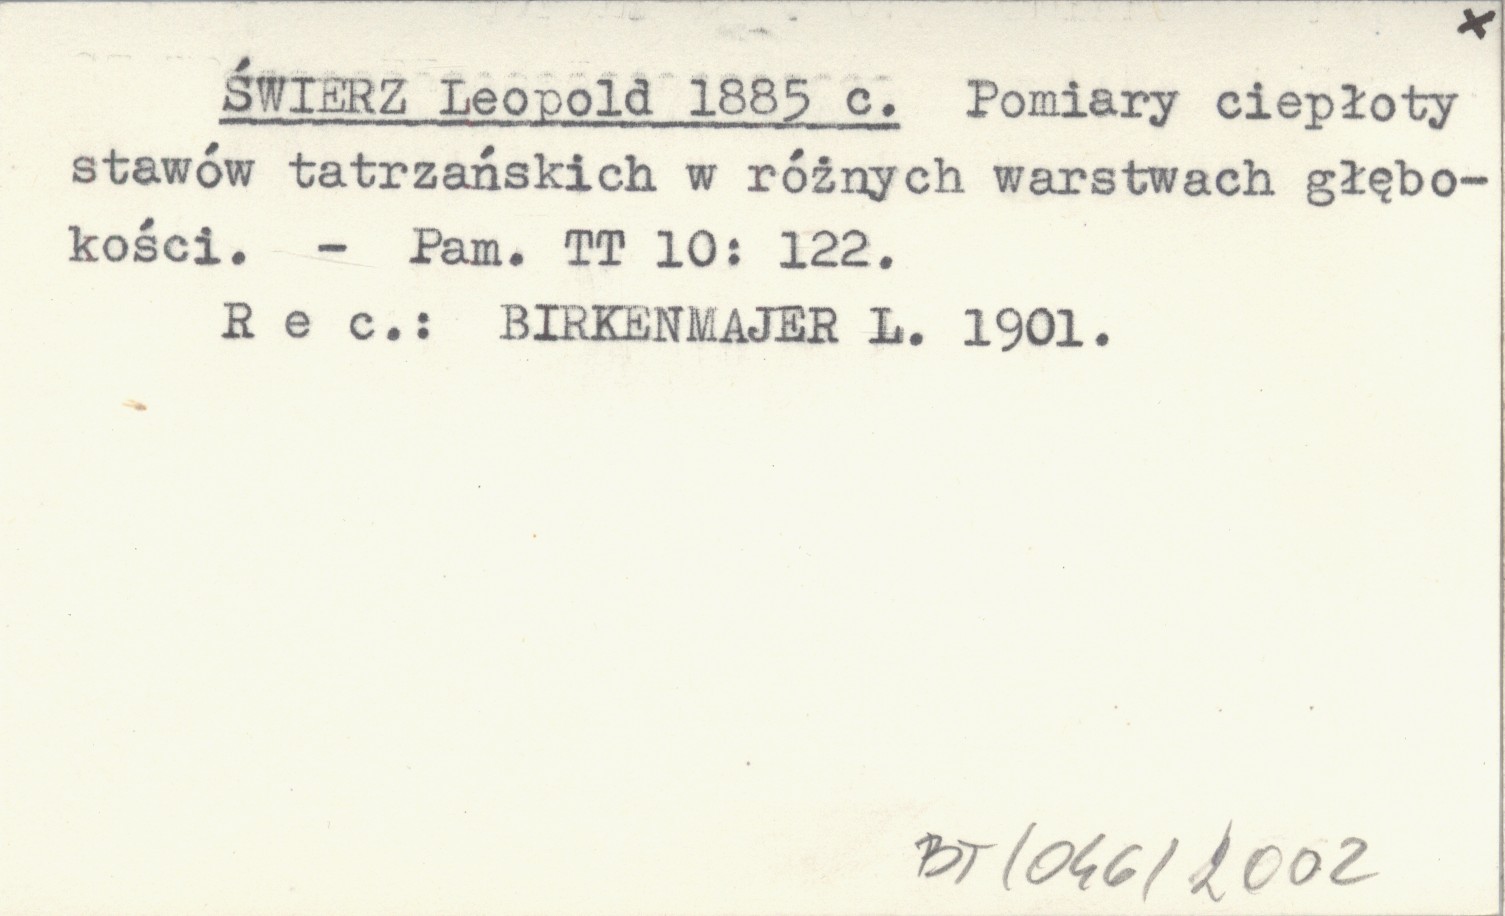 ŚWIERZ Leopold 1885 c. Pomiary ciepłoty
stawów tatrzańskich w różnych warstwach głębo-
kości. - Pam. TT 10: 122.
R e c.: BIRKENMAJER L. 1901.
BT/046/2002